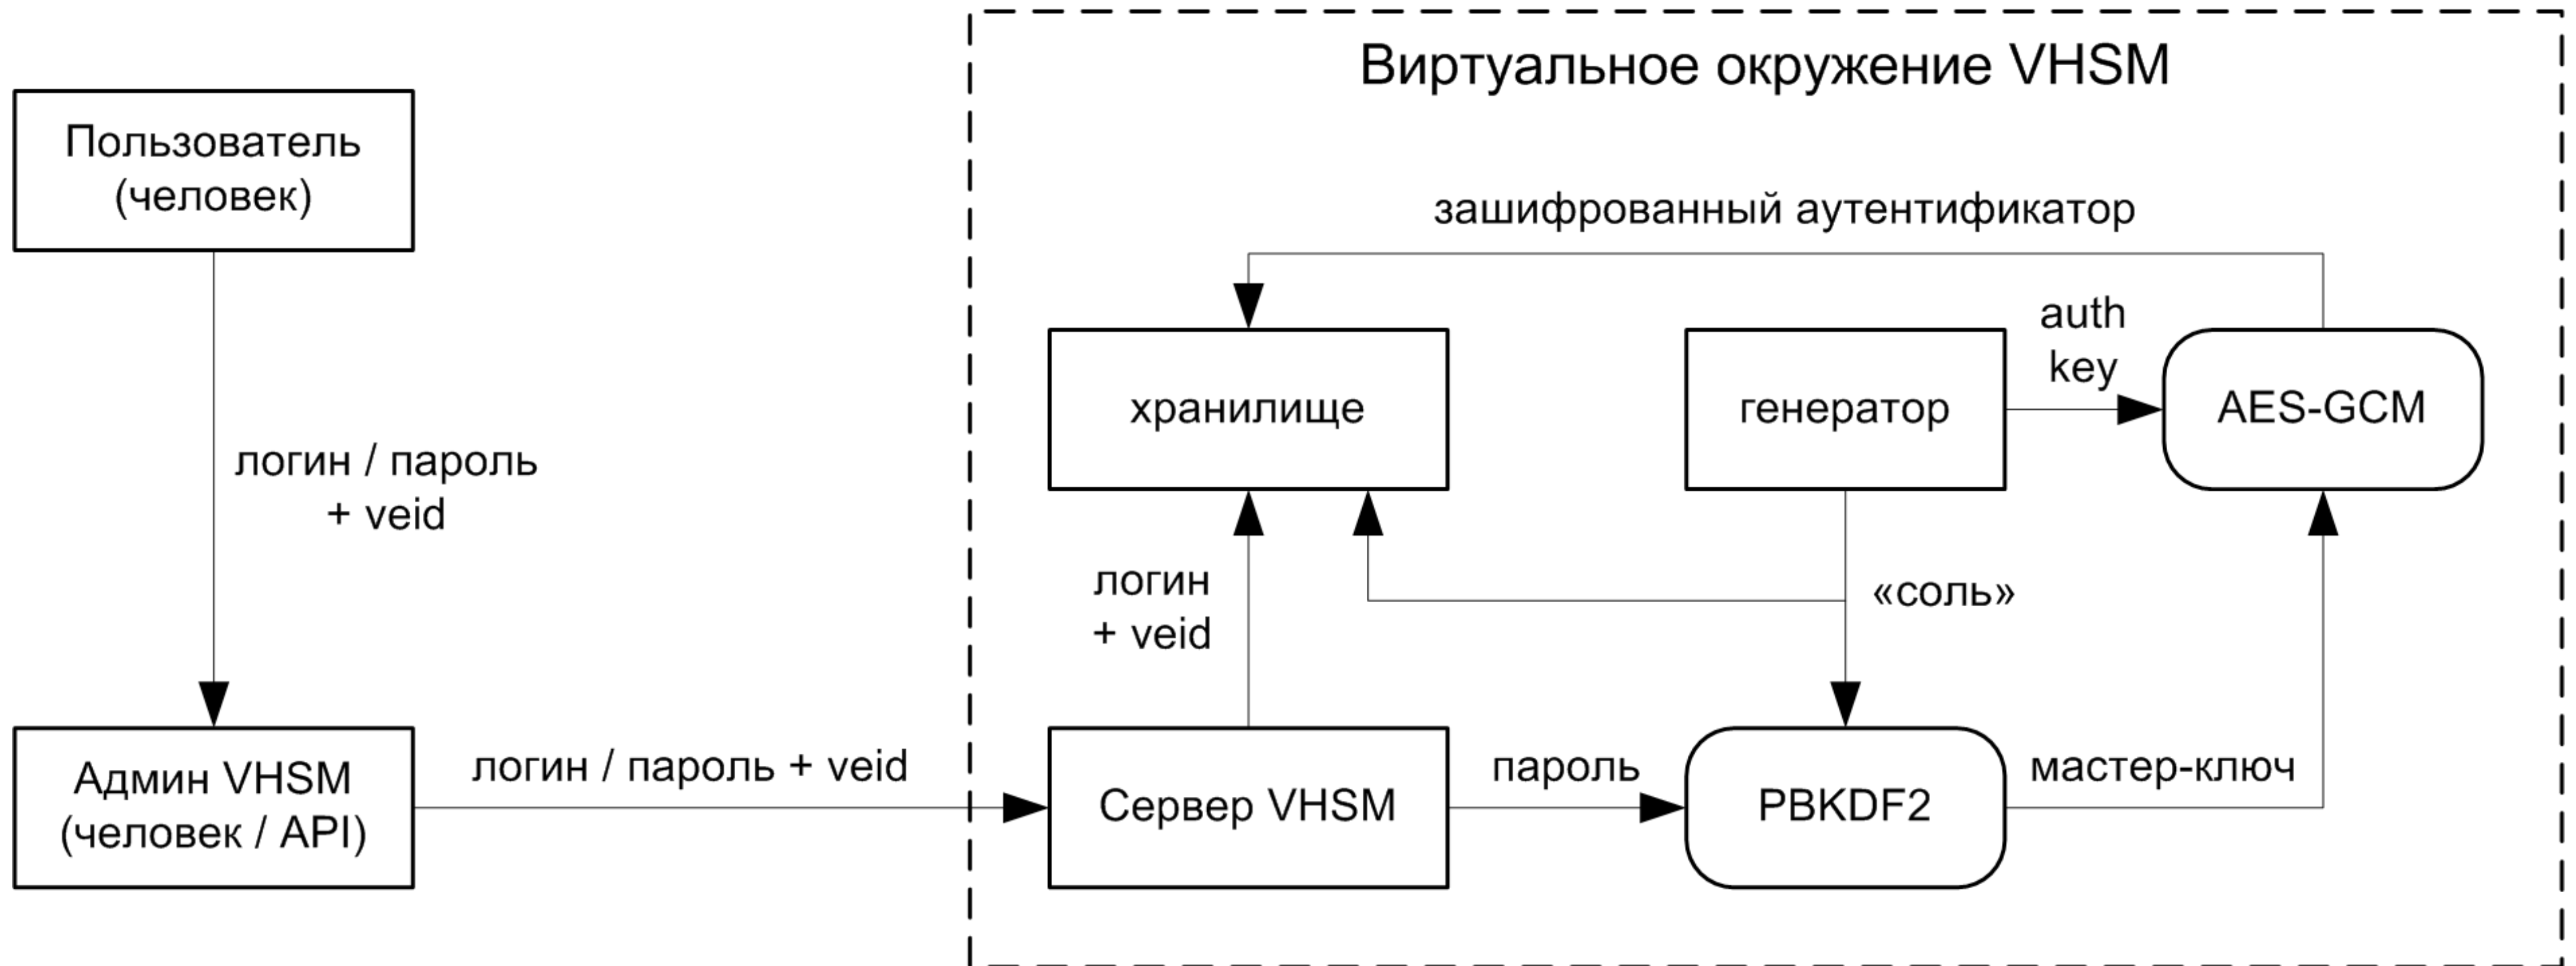 Виртуальное окружение VHSM
Пользователь
(человек)
зашифрованный аутентификатор
auth
key
хранилище
генератор
AES-GCM
логин / пароль
+ veid
логин
+ veid
«соль»
Админ VHSM
(человек / API)
логин / пароль + veid
Сервер VHSM
пароль
PBKDF2
мастер-ключ